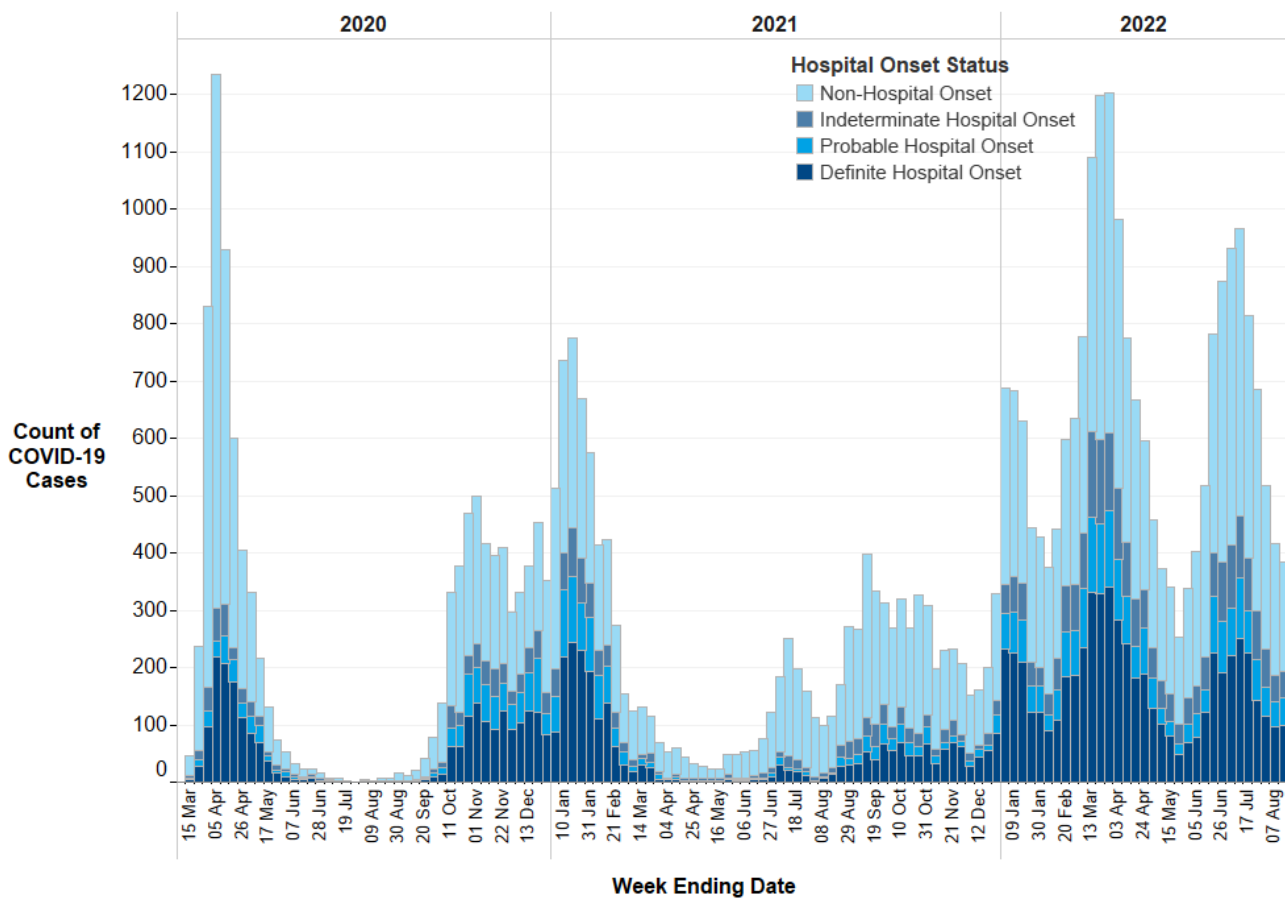 2020 2021 2022
Hospital Onset Status
Non-Hospital Onset
Indeterminate Hospital Onset
Probable Hospital Onset
Definite Hospital Onset
1200
1100
1000
900
800
700
600
500
400
300
200
100
0
Count of
COVID-19
Cases
15 Mar
05 Apr
26 Apr
17 May
07 Jun
28 Jun
19 Jul
09 Aug
30 Aug
20 Sep
11 Oct
01 Nov
22 Nov
13 Dec
10 Jan
31 Jan
21 Feb
14 Mar
04 Apr
25 Apr
16 May
06 Jun
27 Jun
18 Jul
08 Aug
29 Aug
19 Sep
10 Oct
31 Oct
21 Nov
12 Dec
09 Jan
30 Jan
20 Feb
13 Mar
03 Apr
24 Apr
15 May
05 Jun
26 Jun
17 Jul
07 Aug
Week Ending Date